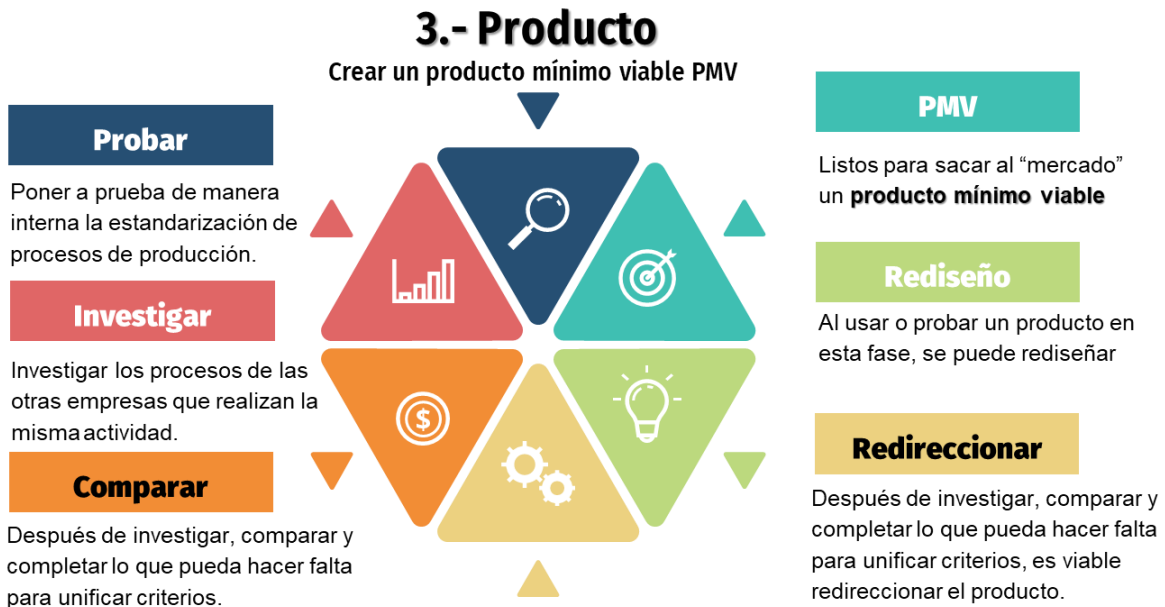 3.- Producto
Crear un producto mínimo viable PMV
Probar
Poner a prueba de manera
interna la estandarización de
procesos de producción.
Investigar
Investigar los procesos de las
otras empresas que realizan la
misma actividad.
Comparar
Después de investigar, comparar y
completar lo que pueda hacer falta
para unificar criterios.
$
PMV
Listos para sacar al “mercado”
un producto mínimo viable
Rediseño
Al usar o probar un producto en
esta fase, se puede rediseñar
Redireccionar
Después de investigar, comparar y
completar lo que pueda hacer falta
para unificar criterios, es viable
redireccionar el producto.